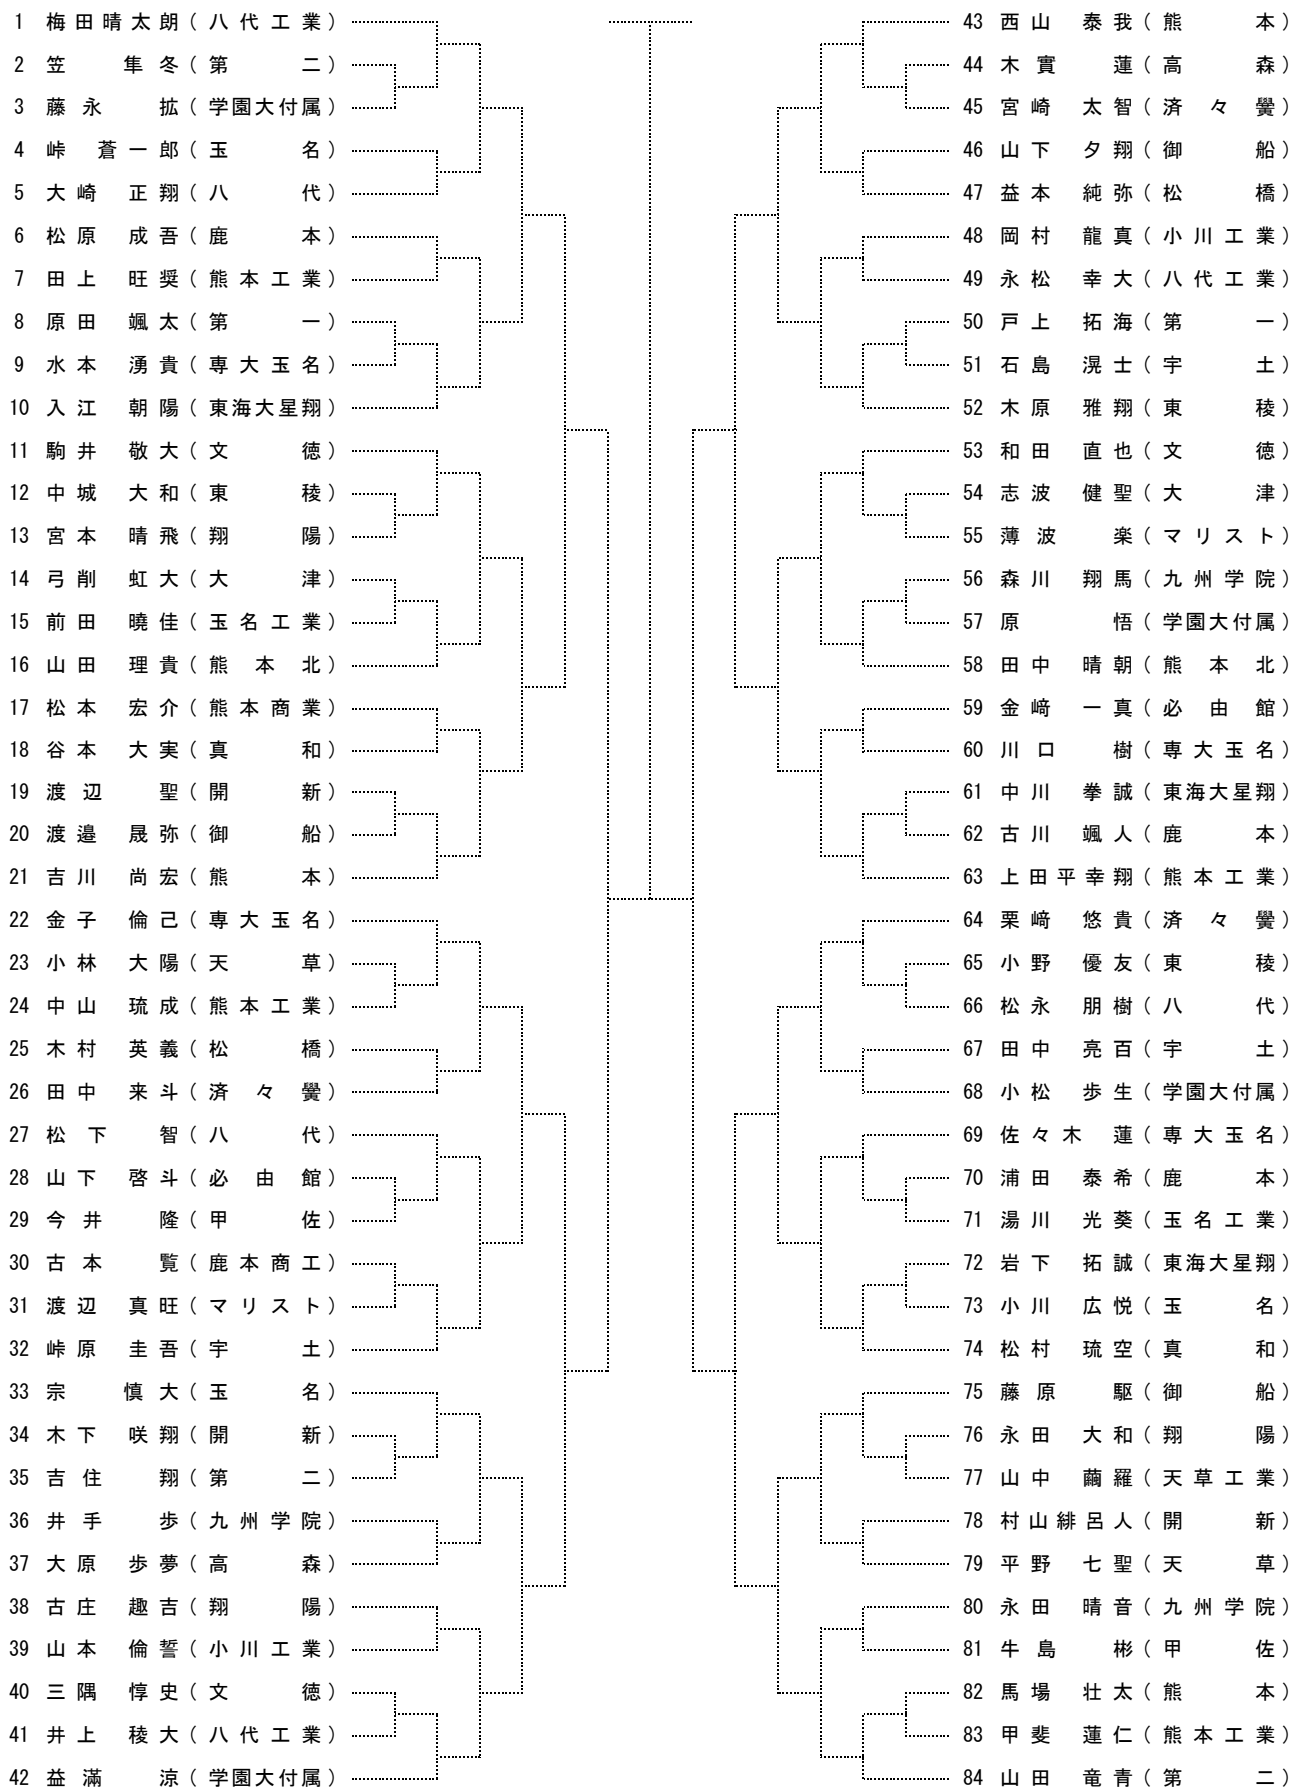 1 梅田晴太朗（八代工業）
2 笠 隼冬（第二）
3 藤永 拡（学園大付属）
4 峠 蒼一郎（玉名）
5 大崎 正翔（八代）
6 松原 成吾（鹿本）
7 田上 旺奨（熊本工業）
8 原田 颯太（第一）
9 水本 湧貴（専大玉名）
10 入江 朝陽（東海大星翔）
11 駒井 敬大（文徳）
12 中城 大和（東稜）
13 宮本 晴飛（翔陽）
14 弓削 虹大（大津）
15 前田 曉佳（玉名工業）
16 山田 理貴（熊本北）
17 松本 宏介（熊本商業）
18 谷本 大実（真和）
19 渡辺 聖（開新）
20 渡邉 晟弥（御船）
21 吉川 尚宏（熊本）
22 金子 倫己（専大玉名）
23 小林 大陽（天草）
24 中山 琉成（熊本工業）
25 木村 英義（松橋）
26 田中 来斗（済々黌）
27 松下 智（八代）
28 山下 啓斗（必由館）
29 今井 隆（甲佐）
30 古本 覧（鹿本商工）
31 渡辺 真旺（マリスト）
32 峠原 圭吾（宇土）
33 宗 慎大（玉名）
34 木下 咲翔（開新）
35 吉住 翔（第二）
36 井手 歩（九州学院）
37 大原 歩夢（高森）
38 古庄 趣吉（翔陽）
39 山本 倫誓（小川工業）
40 三隅 惇史（文徳）
41 井上 稜大（八代工業）
42 益滿 涼（学園大付属）
43 西山 泰我（熊本）
44 木實 蓮（高森）
45 宮崎 太智（済々黌）
46 山下 夕翔（御船）
47 益本 純弥（松橋）
48 岡村 龍真（小川工業）
49 永松 幸大（八代工業）
50 戸上 拓海（第一）
51 石島 滉士（宇土）
52 木原 雅翔（東稜）
53 和田 直也（文徳）
54 志波 健聖（大津）
55 薄波 楽（マリスト）
56 森川 翔馬（九州学院）
57 原 悟（学園大付属）
58 田中 晴朝（熊本北）
59 金﨑 一真（必由館）
60 川口 樹（専大玉名）
61 中川 拳誠（東海大星翔）
62 古川 颯人（鹿本）
63 上田平幸翔（熊本工業）
64 栗﨑 悠貴（済々黌）
65 小野 優友（東稜）
66 松永 朋樹（八代）
67 田中 亮百（宇土）
68 小松 歩生（学園大付属）
69 佐々木 蓮（専大玉名）
70 浦田 泰希（鹿本）
71 湯川 光葵（玉名工業）
72 岩下 拓誠（東海大星翔）
73 小川 広悦（玉名）
74 松村 琉空（真和）
75 藤原 駆（御船）
76 永田 大和（翔陽）
77 山中 繭羅（天草工業）
78 村山緋呂人（開新）
79 平野 七聖（天草）
80 永田 晴音（九州学院）
81 牛島 彬（甲佐）
82 馬場 壮太（熊本）
83 甲斐 蓮仁（熊本工業）
84 山田 竜青（第二）